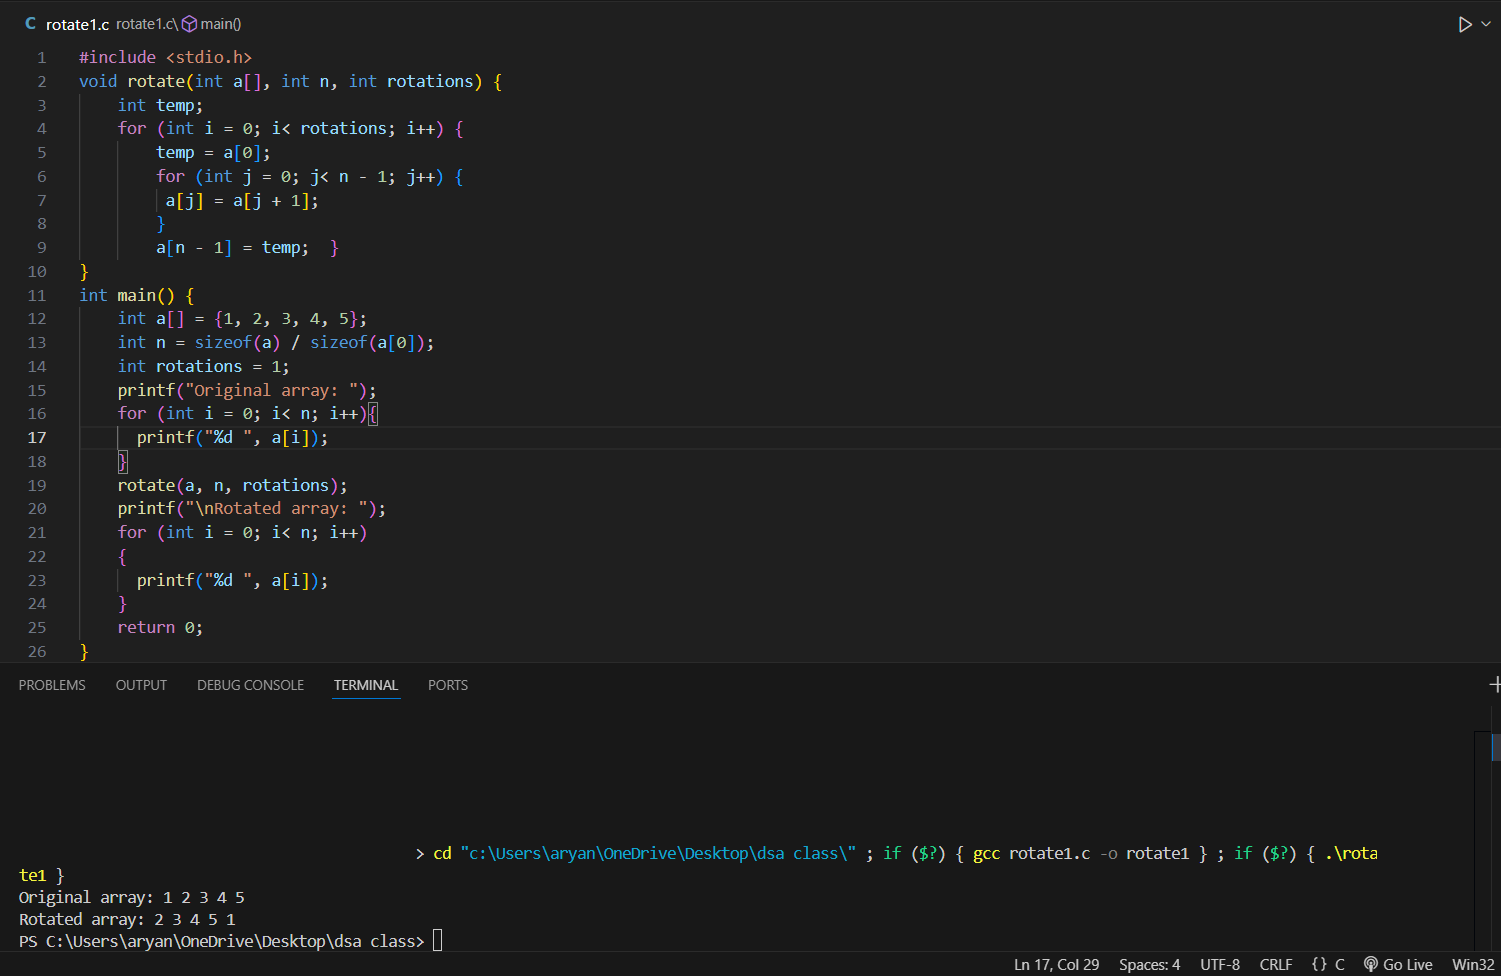 C rotate1.c rotate1.c\ main()
1 #include <stdio.h>
2 void rotate(int a[], int n, int rotations) {
3     int temp;
4     for (int i = 0; i< rotations; i++) {
5         temp = a[0];
6         for (int j = 0; j< n - 1; j++) {
7          a[j] = a[j + 1];
8         }
9         a[n - 1] = temp;  }
10 }
11 int main() {
12     int a[] = {1, 2, 3, 4, 5};
13     int n = sizeof(a) / sizeof(a[0]);
14     int rotations = 1;
15     printf("Original array: ");
16     for (int i = 0; i< n; i++){
17       printf("%d ", a[i]);
18     }
19     rotate(a, n, rotations);
20     printf("\nRotated array: ");
21     for (int i = 0; i< n; i++)
22     {
23       printf("%d ", a[i]);
24     }
25     return 0;
26 }
PROBLEMS OUTPUT DEBUG CONSOLE TERMINAL PORTS
> cd "c:\Users\aryan\OneDrive\Desktop\dsa class\" ; if ($?) { gcc rotate1.c -o rotate1 } ; if ($?) { .\rota
te1 }
Original array: 1 2 3 4 5
Rotated array: 2 3 4 5 1
PS C:\Users\aryan\OneDrive\Desktop\dsa class>
Ln 17, Col 29 Spaces: 4 UTF-8 CRLF {} C Go Live Win32